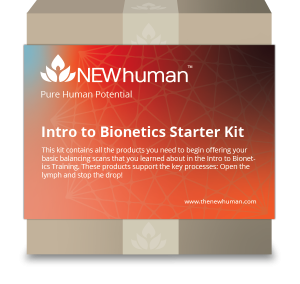 NEWhuman™
Pure Human Potential
Intro to Bionetics Starter Kit
This kit contains all the products you need to begin offering your
basic balancing scans that you learned about in the Intro to Bionet-
ics Training. These products support the key processes: Open the
lymph and stop the drop!
www.thenewhuman.com